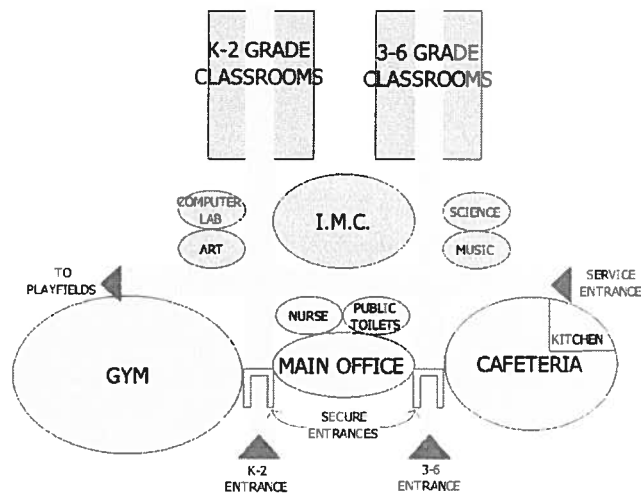 K-2 GRADE
CLASSROOMS
3-6 GRADE
CLASSROOMS
COMPUTER
LAB
ART
I.M.C.
SCIENCE
MUSIC
TO
PLAYFIELDS
SERVICE
ENTRANCE
NURSE
PUBLIC
TOILETS
KITCHEN
GYM
MAIN OFFICE
CAFETERIA
SECURE
ENTRANCES
K-2
ENTRANCE
3-6
ENTRANCE